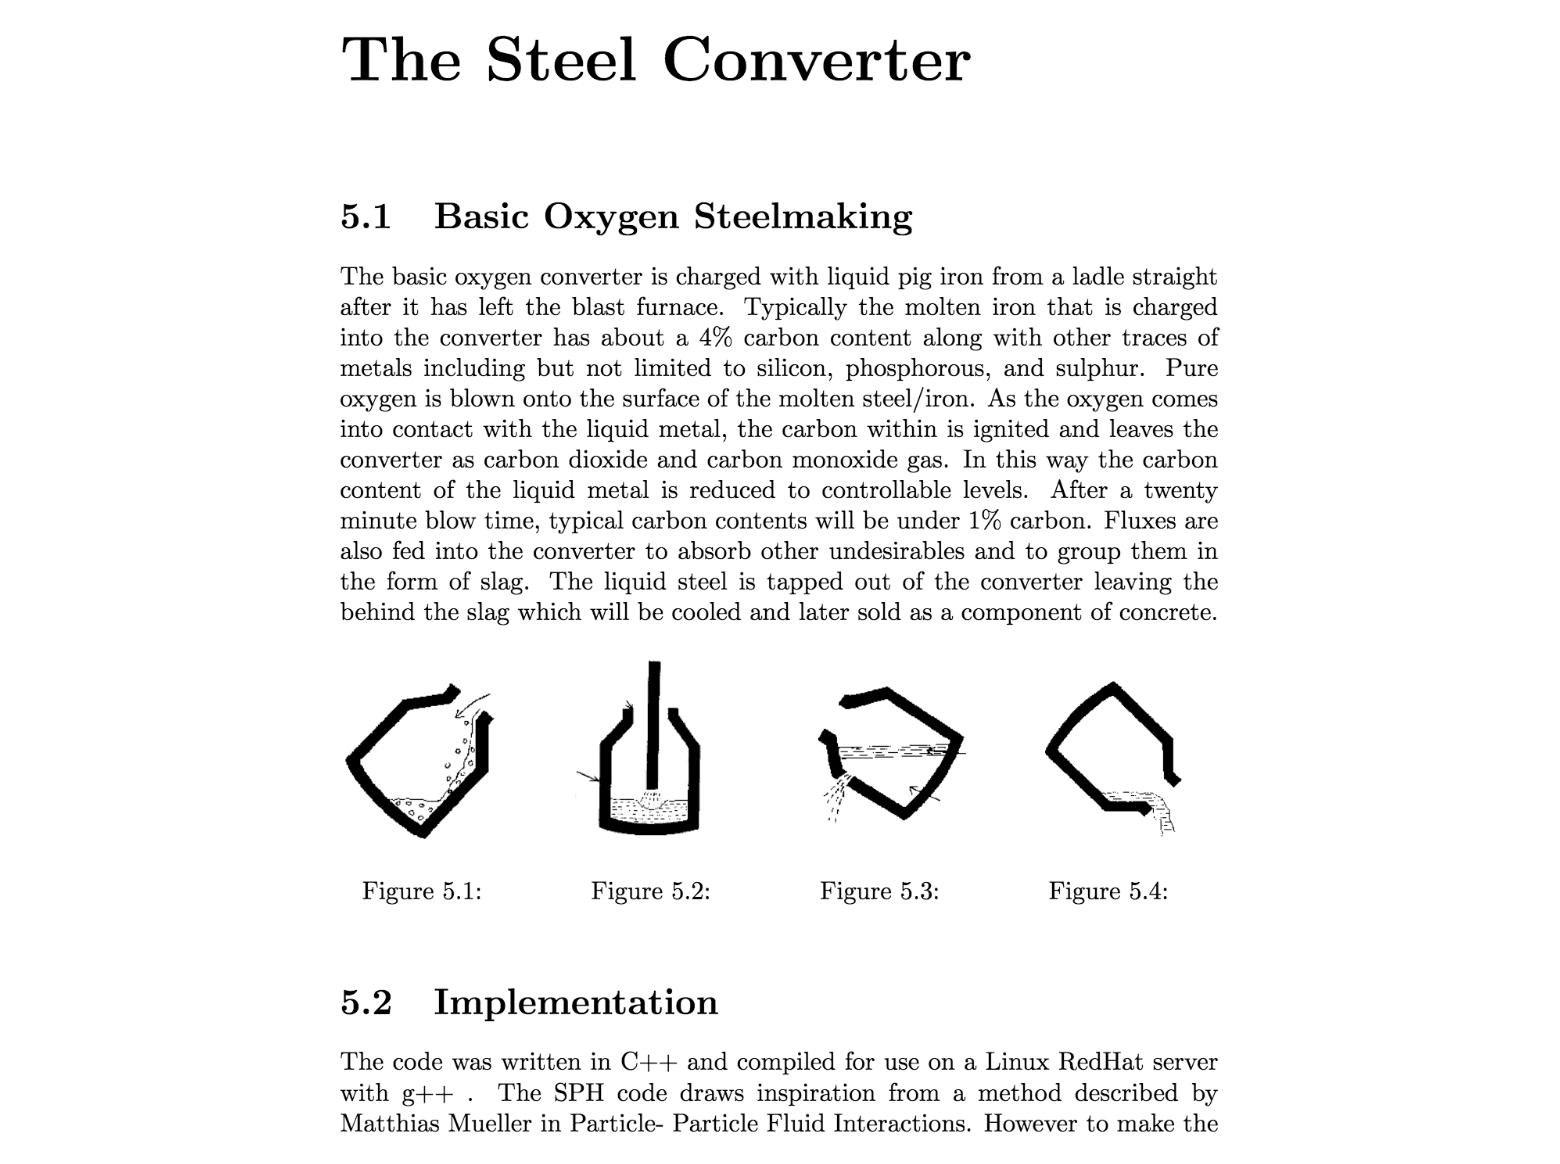 The Steel Converter
5.1 Basic Oxygen Steelmaking
The basic oxygen converter is charged with liquid pig iron from a ladle straight
after it has left the blast furnace. Typically the molten iron that is charged
into the converter has about a 4% carbon content along with other traces of
metals including but not limited to silicon, phosphorous, and sulphur. Pure
oxygen is blown onto the surface of the molten steel/iron. As the oxygen comes
into contact with the liquid metal, the carbon within is ignited and leaves the
converter as carbon dioxide and carbon monoxide gas. In this way the carbon
content of the liquid metal is reduced to controllable levels. After a twenty
minute blow time, typical carbon contents will be under 1% carbon. Fluxes are
also fed into the converter to absorb other undesirables and to group them in
the form of slag. The liquid steel is tapped out of the converter leaving the
behind the slag which will be cooled and later sold as a component of concrete.
Figure 5.1: Figure 5.2: Figure 5.3: Figure 5.4:
5.2 Implementation
The code was written in C++ and compiled for use on a Linux RedHat server
with g++ . The SPH code draws inspiration from a method described by
Matthias Mueller in Particle- Particle Fluid Interactions. However to make the